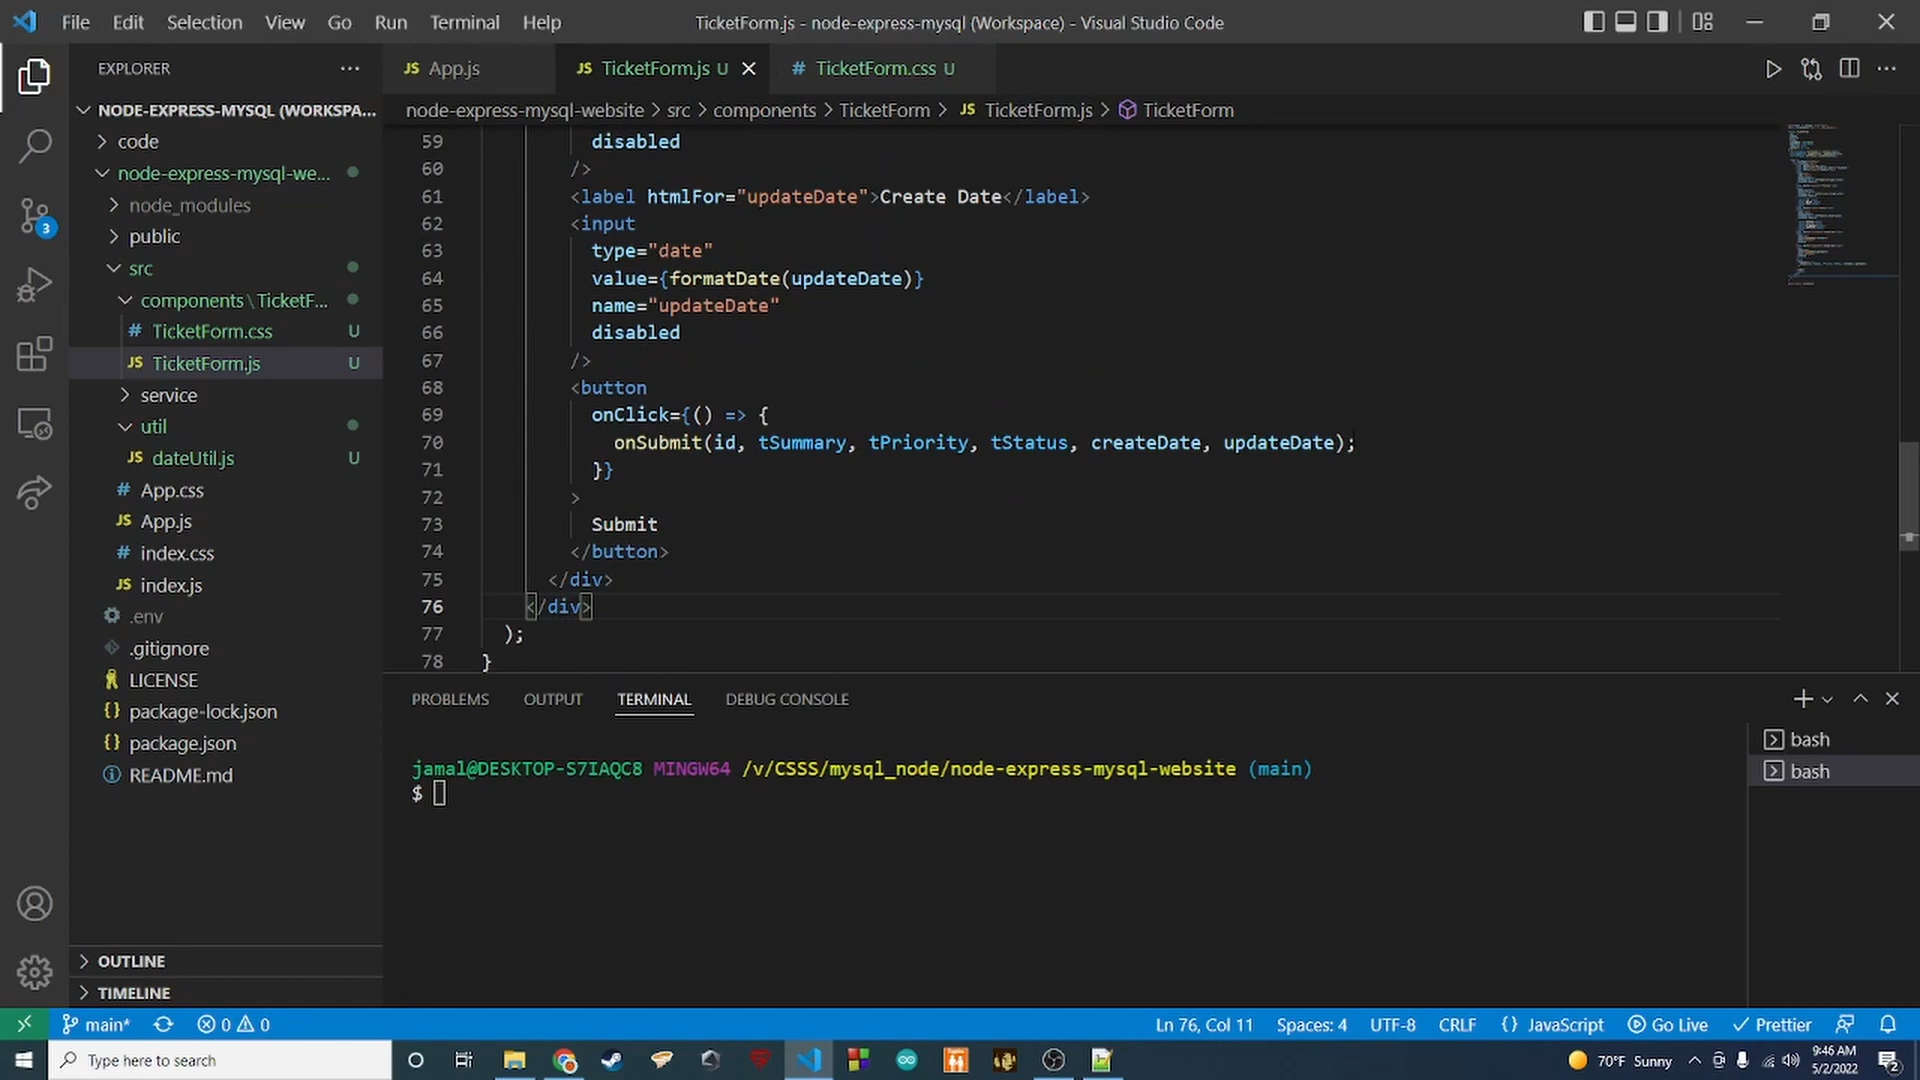 File Edit Selection View Go Run Terminal Help
TicketForm.js - node-express-mysql (Workspace) - Visual Studio Code
EXPLORER
JS App.js
JS TicketForm.js U
# TicketForm.css U
node-express-mysql-website > src > components > TicketForm > JS TicketForm.js > TicketForm
NODE-EXPRESS-MYSQL (WORKSPA...
code
node-express-mysql-we...
node_modules
public
src
components\TicketF...
# TicketForm.css U
JS TicketForm.js U
service
util
JS dateUtil.js U
# App.css
JS App.js
# index.css
JS index.js
.env
.gitignore
LICENSE
{} package-lock.json
{} package.json
README.md
OUTLINE
TIMELINE
3
59 disabled
60 />
61 <label htmlFor="updateDate">Create Date</label>
62 <input
63 type="date"
64 value={formatDate(updateDate)}
65 name="updateDate"
66 disabled
67 />
68 <button
69 onClick={() => {
70 onSubmit(id, tSummary, tPriority, tStatus, createDate, updateDate);
71 }}
72 >
73 Submit
74 </button>
75 </div>
76 </div>
77 );
78 }
PROBLEMS OUTPUT TERMINAL DEBUG CONSOLE
jamal@DESKTOP-S7IAQC8 MINGW64 /v/CSSS/mysql_node/node-express-mysql-website (main)
$
bash
bash
main* 0 0
Ln 76, Col 11 Spaces: 4 UTF-8 CRLF {} JavaScript Go Live Prettier
Type here to search
70°F Sunny
9:46 AM
5/2/2022
2